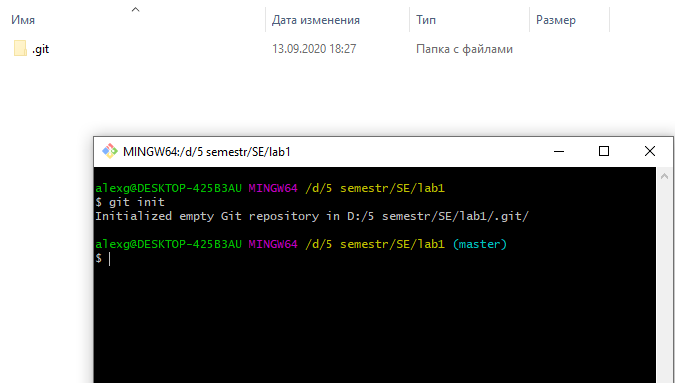 Имя Дата изменения Тип Размер
.git 13.09.2020 18:27 Папка с файлами
MINGW64:/d/5 semestr/SE/lab1
alexg@DESKTOP-425B3AU MINGW64 /d/5 semestr/SE/lab1
$ git init
Initialized empty Git repository in D:/5 semestr/SE/lab1/.git/
alexg@DESKTOP-425B3AU MINGW64 /d/5 semestr/SE/lab1 (master)
$